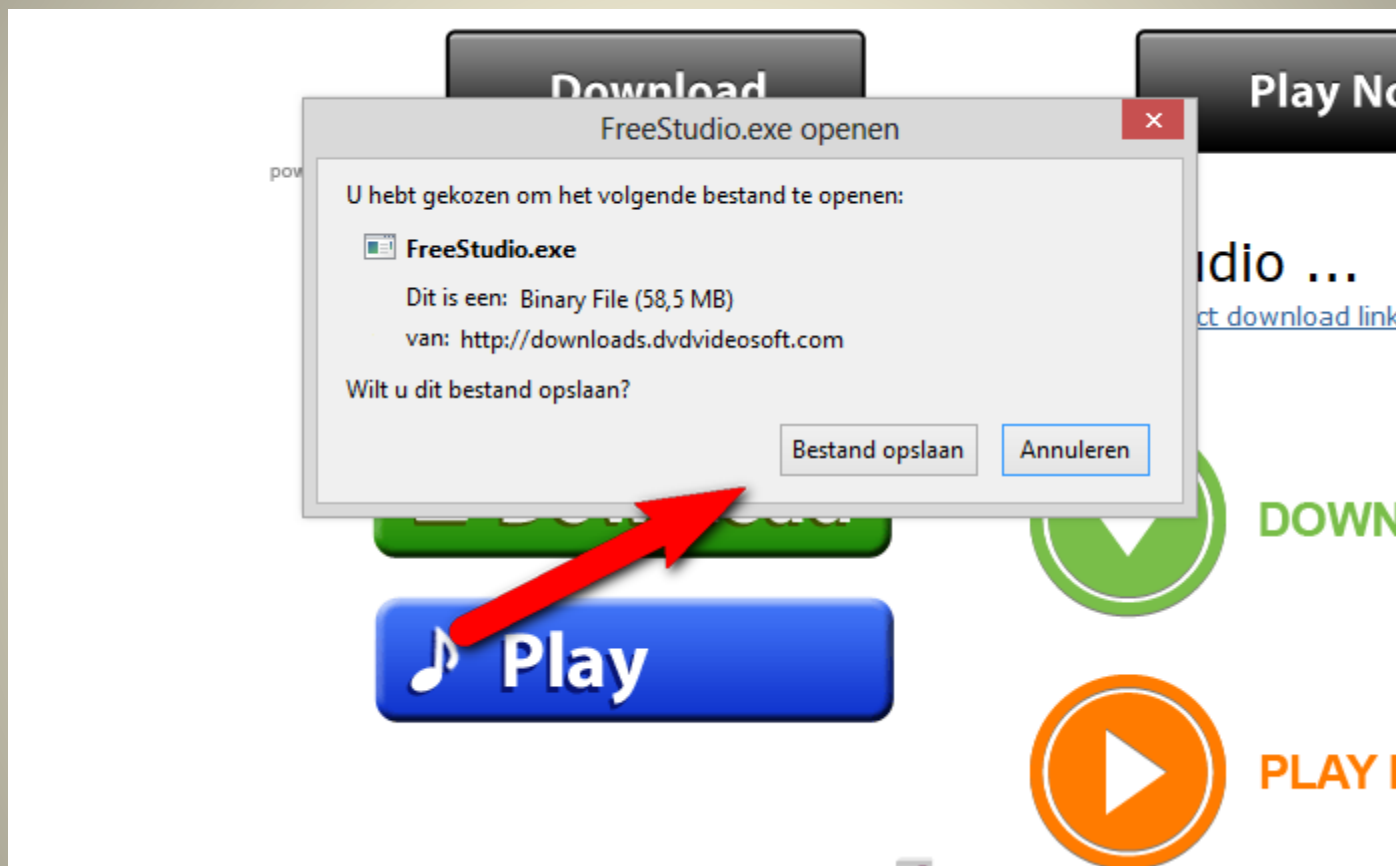 Download
Play No
FreeStudio.exe openen
pow
U hebt gekozen om het volgende bestand te openen:
FreeStudio.exe
Dit is een: Binary File (58,5 MB)
van: http://downloads.dvdvideosoft.com
Wilt u dit bestand opslaan?
Bestand opslaan
Annuleren
udio ...
ct download link
Download
DOWN
Play
PLAY